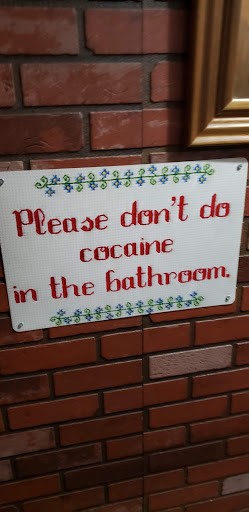 Please don't do
cocaine
in the bathroom.